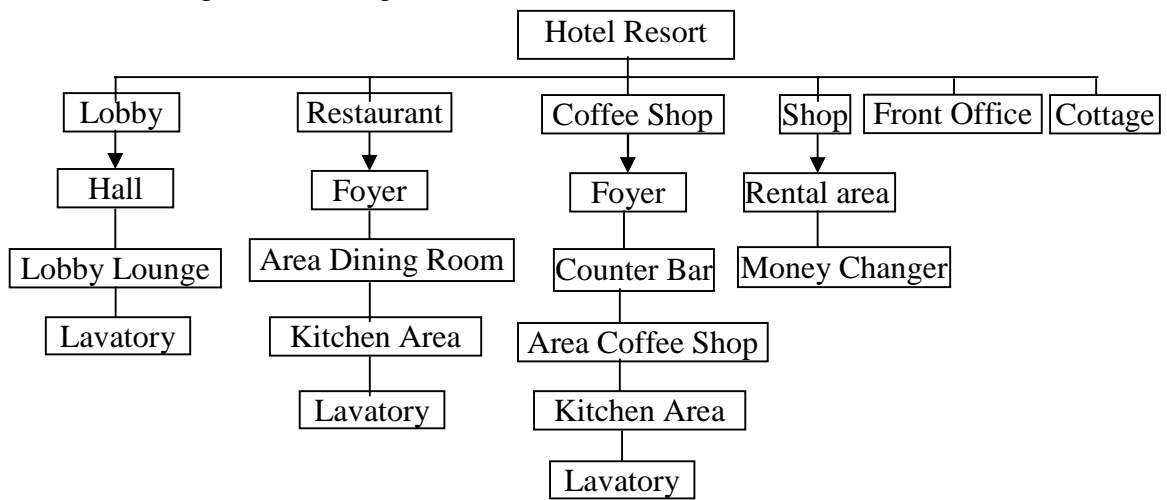 Hotel Resort
Lobby
Restaurant
Coffee Shop
Shop
Front Office
Cottage
Hall
Foyer
Foyer
Rental area
Lobby Lounge
Area Dining Room
Counter Bar
Money Changer
Lavatory
Kitchen Area
Area Coffee Shop
Lavatory
Kitchen Area
Lavatory